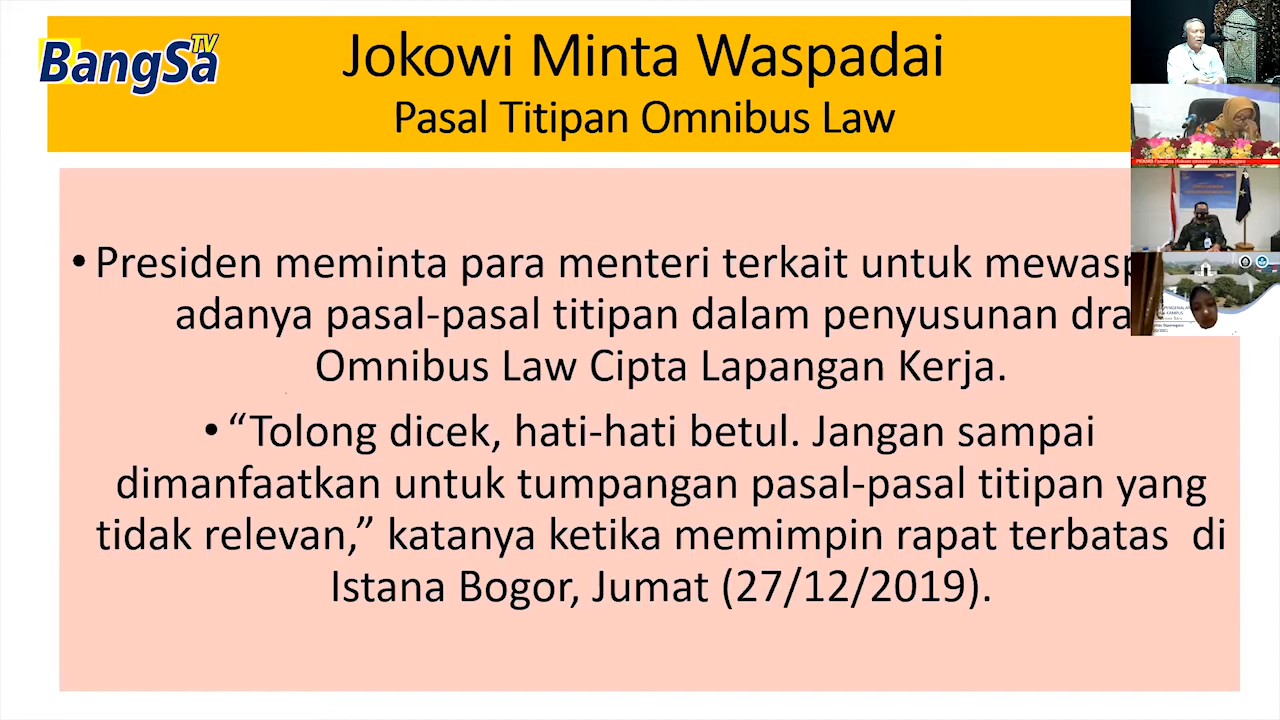 BangSa TV
Jokowi Minta Waspadai
Pasal Titipan Omnibus Law
• Presiden meminta para menteri terkait untuk
adanya pasal-pasal titipan dalam penyusunan
Omnibus Law Cipta Lapangan Kerja.
• “Tolong dicek, hati-hati betul. Jangan sampai
dimanfaatkan untuk tumpangan pasal-pasal titipan yang
tidak relevan,” katanya ketika memimpin rapat terbatas di
Istana Bogor, Jumat (27/12/2019).